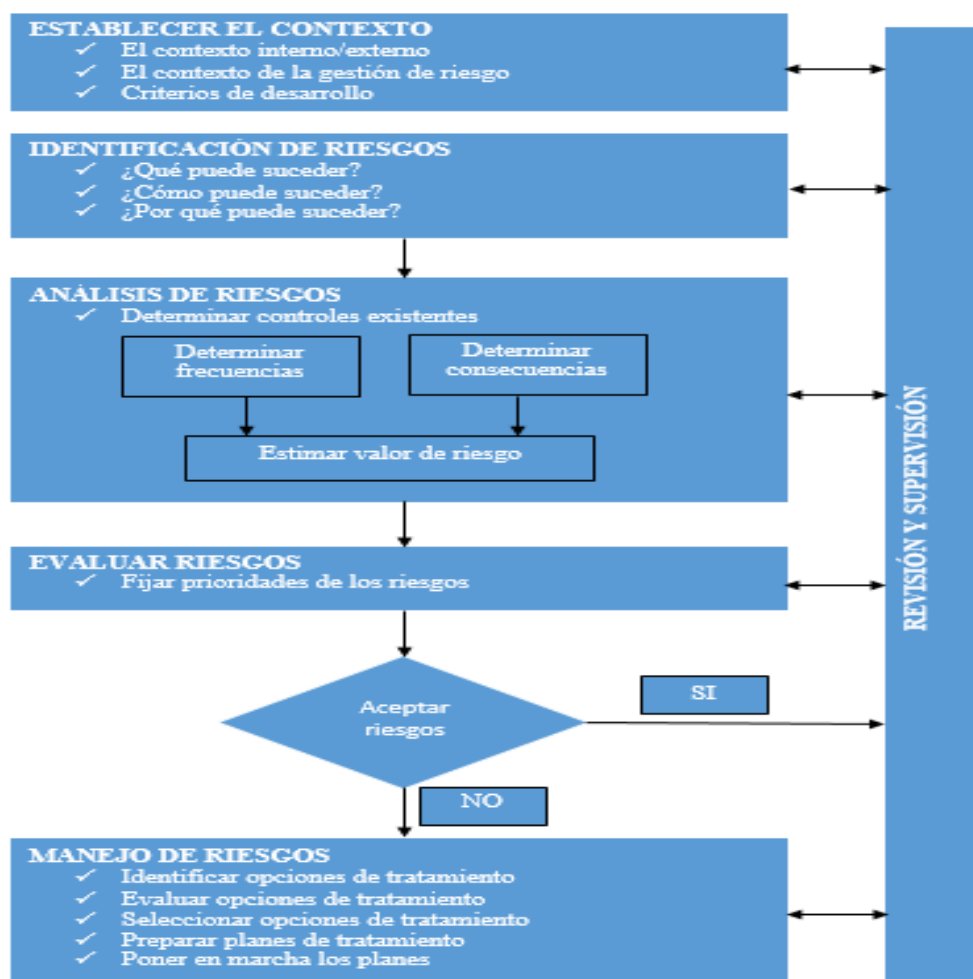 ESTABLECER EL CONTEXTO
✓ El contexto interno/externo
✓ El contexto de la gestión de riesgo
✓ Criterios de desarrollo
IDENTIFICACIÓN DE RIESGOS
✓ ¿Qué puede suceder?
✓ ¿Cómo puede suceder?
✓ ¿Por qué puede suceder?
ANÁLISIS DE RIESGOS
✓ Determinar controles existentes
Determinar
frecuencias
Determinar
consecuencias
Estimar valor de riesgo
EVALUAR RIESGOS
✓ Fijar prioridades de los riesgos
Aceptar
riesgos
SI
NO
MANEJO DE RIESGOS
✓ Identificar opciones de tratamiento
✓ Evaluar opciones de tratamiento
✓ Seleccionar opciones de tratamiento
✓ Preparar planes de tratamiento
✓ Poner en marcha los planes
REVISIÓN Y SUPERVISIÓN